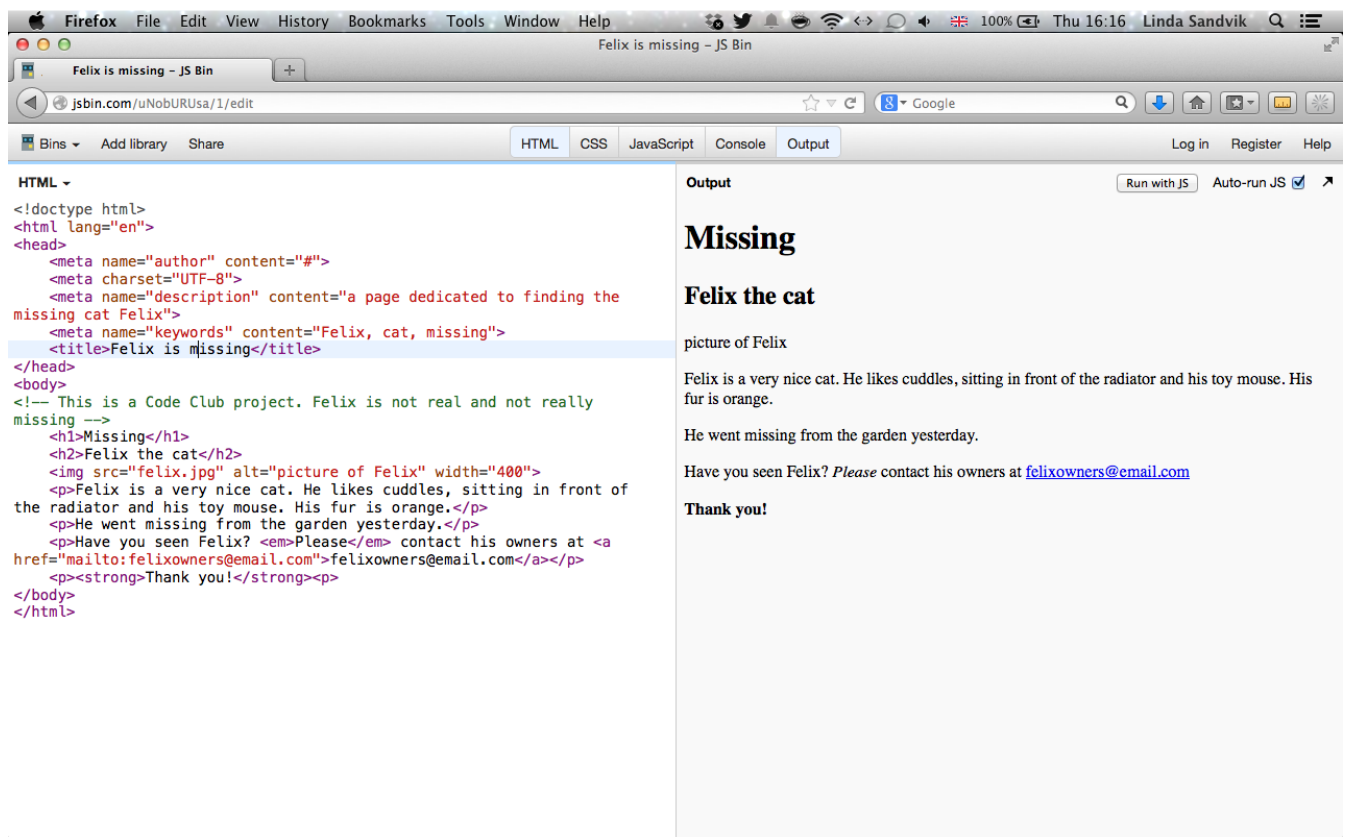 Firefox File Edit View History Bookmarks Tools Window Help 100% Thu 16:16 Linda Sandvik
Felix is missing – JS Bin
Felix is missing – JS Bin
jsbin.com/uNobURUsa/1/edit Google
Bins Add library Share HTML CSS JavaScript Console Output Log in Register Help
HTML
<!doctype html>
<html lang="en">
<head>
    <meta name="author" content="#">
    <meta charset="UTF-8">
    <meta name="description" content="a page dedicated to finding the
missing cat Felix">
    <meta name="keywords" content="Felix, cat, missing">
    <title>Felix is missing</title>
</head>
<body>
<!-- This is a Code Club project. Felix is not real and not really
missing -->
    <h1>Missing</h1>
    <h2>Felix the cat</h2>
    <img src="felix.jpg" alt="picture of Felix" width="400">
    <p>Felix is a very nice cat. He likes cuddles, sitting in front of
the radiator and his toy mouse. His fur is orange.</p>
    <p>He went missing from the garden yesterday.</p>
    <p>Have you seen Felix? <em>Please</em> contact his owners at <a
href="mailto:felixowners@email.com">felixowners@email.com</a></p>
    <p><strong>Thank you!</strong><p>
</body>
</html>
Output Run with JS Auto-run JS
Missing
Felix the cat
picture of Felix
Felix is a very nice cat. He likes cuddles, sitting in front of the radiator and his toy mouse. His
fur is orange.
He went missing from the garden yesterday.
Have you seen Felix? Please contact his owners at felixowners@email.com
Thank you!